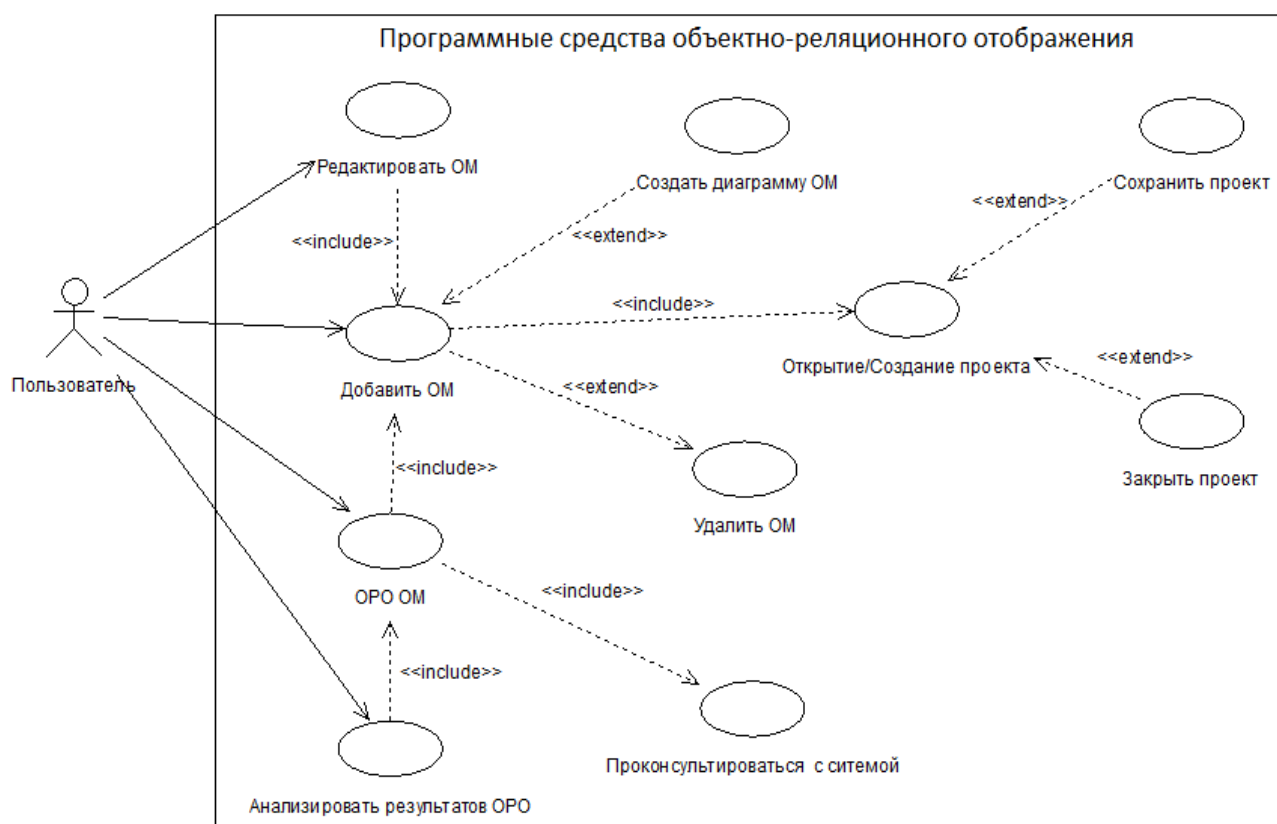 Программные средства объектно-реляционного отображения
Редактировать ОМ
Создать диаграмму ОМ
Сохранить проект
<<extend>>
<<include>>
<<extend>>
<<include>>
Открытие/Создание проекта
<<extend>>
Пользователь
Добавить ОМ
<<extend>>
<<include>>
Закрыть проект
Удалить ОМ
ОРО ОМ
<<include>>
<<include>>
Проконсультироваться с ситемой
Анализировать результатов ОРО